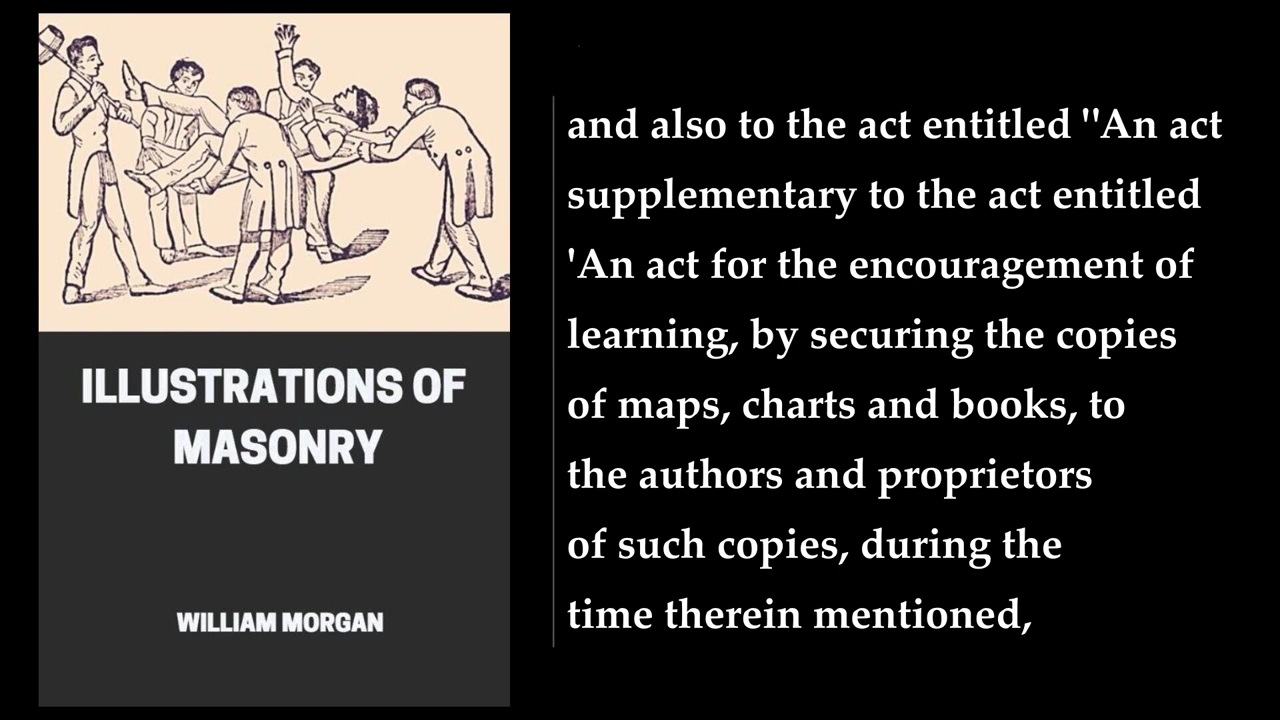 ILLUSTRATIONS OF
MASONRY
WILLIAM MORGAN
and also to the act entitled "An act
supplementary to the act entitled
'An act for the encouragement of
learning, by securing the copies
of maps, charts and books, to
the authors and proprietors
of such copies, during the
time therein mentioned,